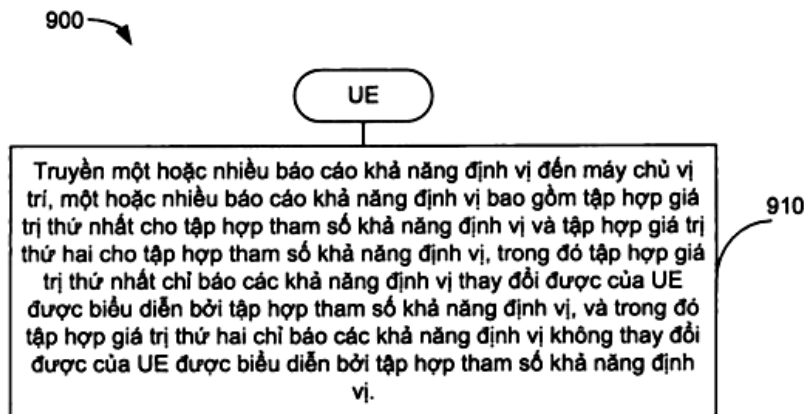 900
UE
Truyền một hoặc nhiều báo cáo khả năng định vị đến máy chủ vị
trí, một hoặc nhiều báo cáo khả năng định vị bao gồm tập hợp giá
trị thứ nhất cho tập hợp tham số khả năng định vị và tập hợp giá trị
thứ hai cho tập hợp tham số khả năng định vị, trong đó tập hợp giá
trị thứ nhất chỉ báo các khả năng định vị thay đổi được của UE
được biểu diễn bởi tập hợp tham số khả năng định vị, và trong đó
tập hợp giá trị thứ hai chỉ báo các khả năng định vị không thay đổi
được của UE được biểu diễn bởi tập hợp tham số khả năng định
vị.
910